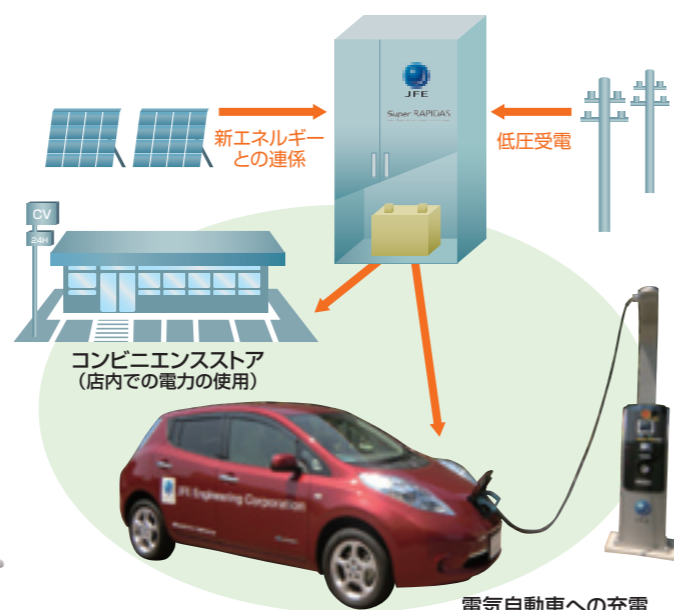 JFE
Super RAPIDAS
新エネルギー
との連係
低圧受電
CV
24H
コンビニエンスストア
（店内での電力の使用）
JFE Engineering Corporation
JFE
電気自動車への充電